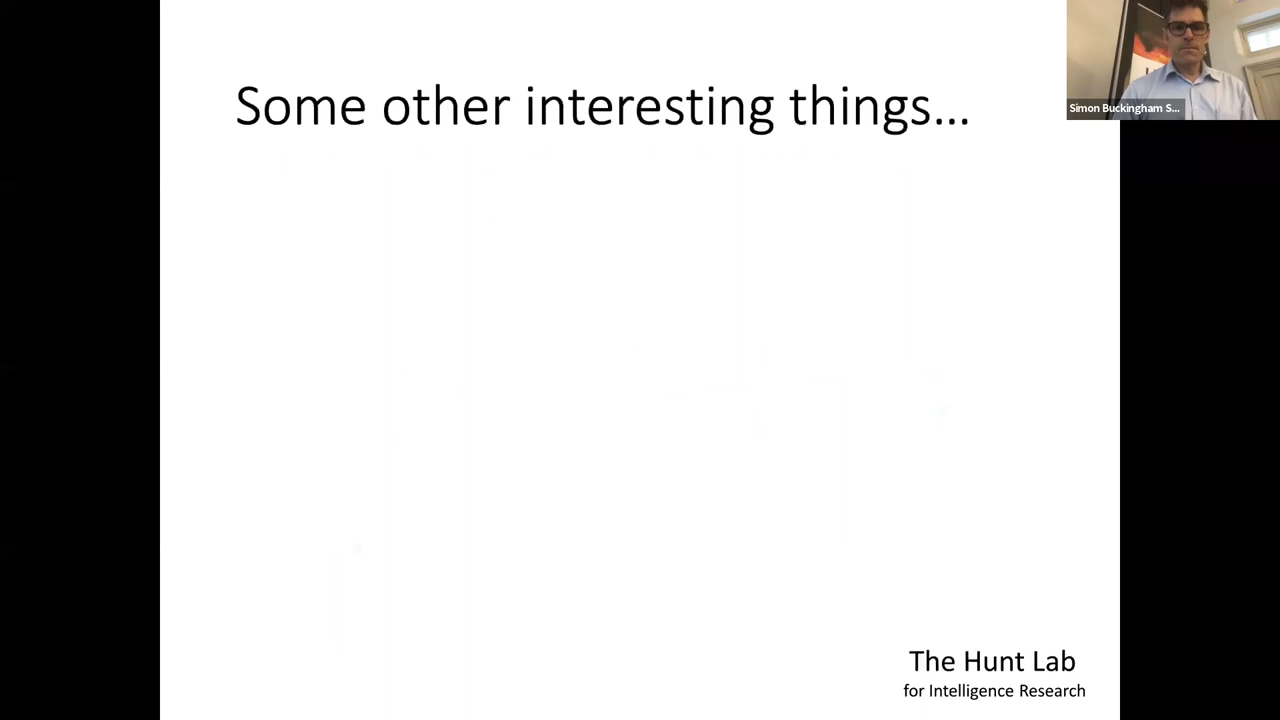 Some other interesting things...
Simon Buckingham S...
The Hunt Lab
for Intelligence Research